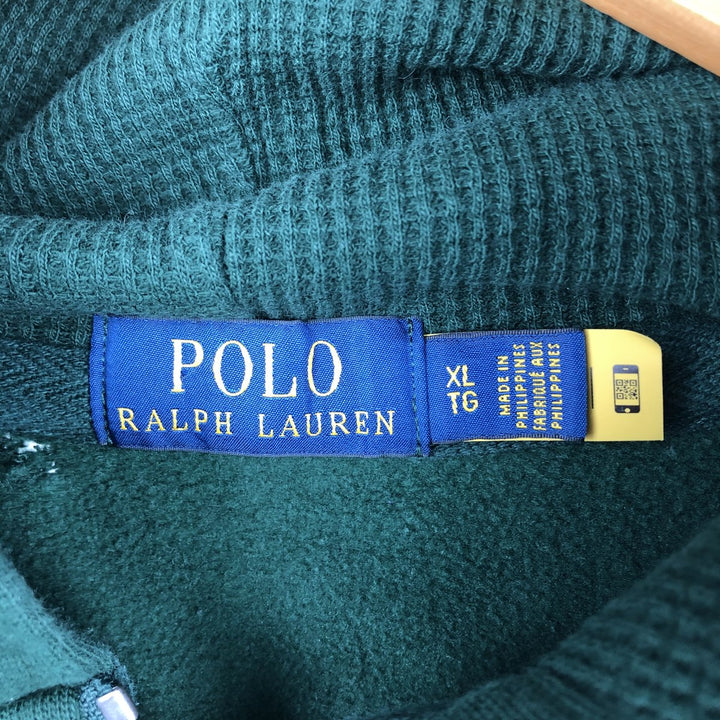 POLO
RALPH LAUREN
XL
TG
MADE IN
PHILIPPINES
FABRIQUÉ AUX
PHILIPPINES